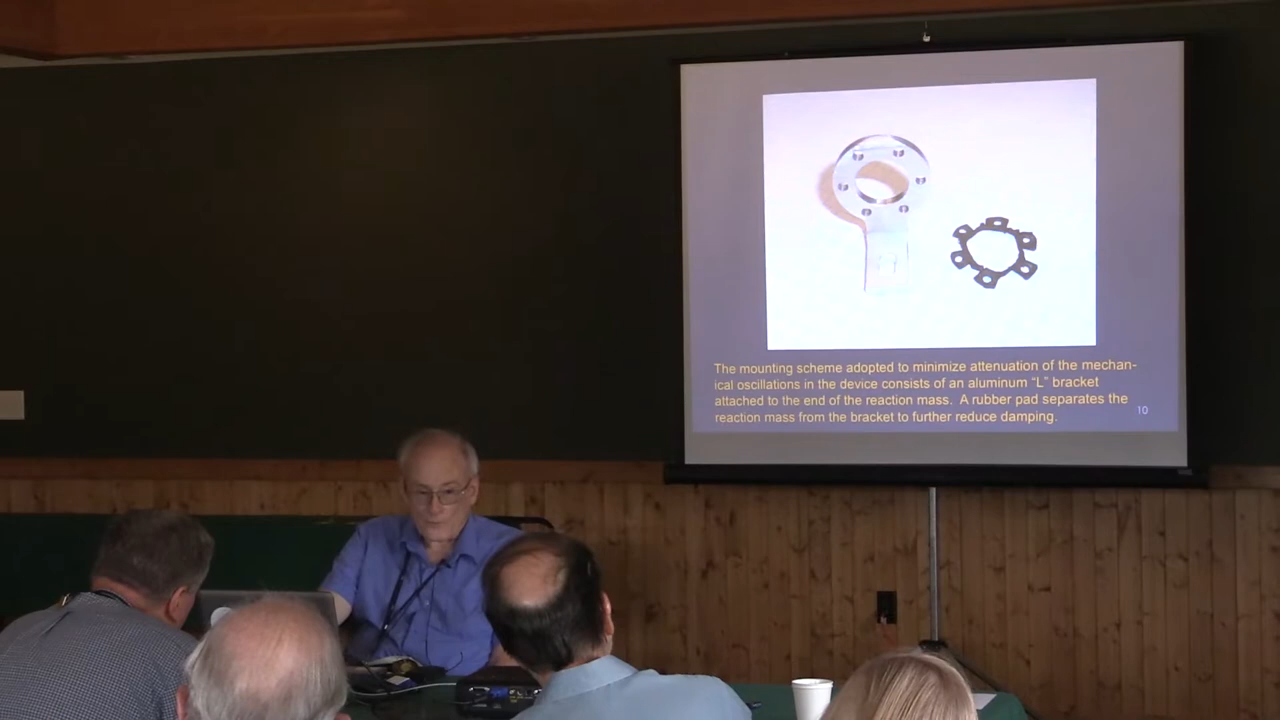 The mounting scheme adopted to minimize attenuation of the mechan-
ical oscillations in the device consists of an aluminum “L” bracket
attached to the end of the reaction mass.  A rubber pad separates the
reaction mass from the bracket to further reduce damping.
10